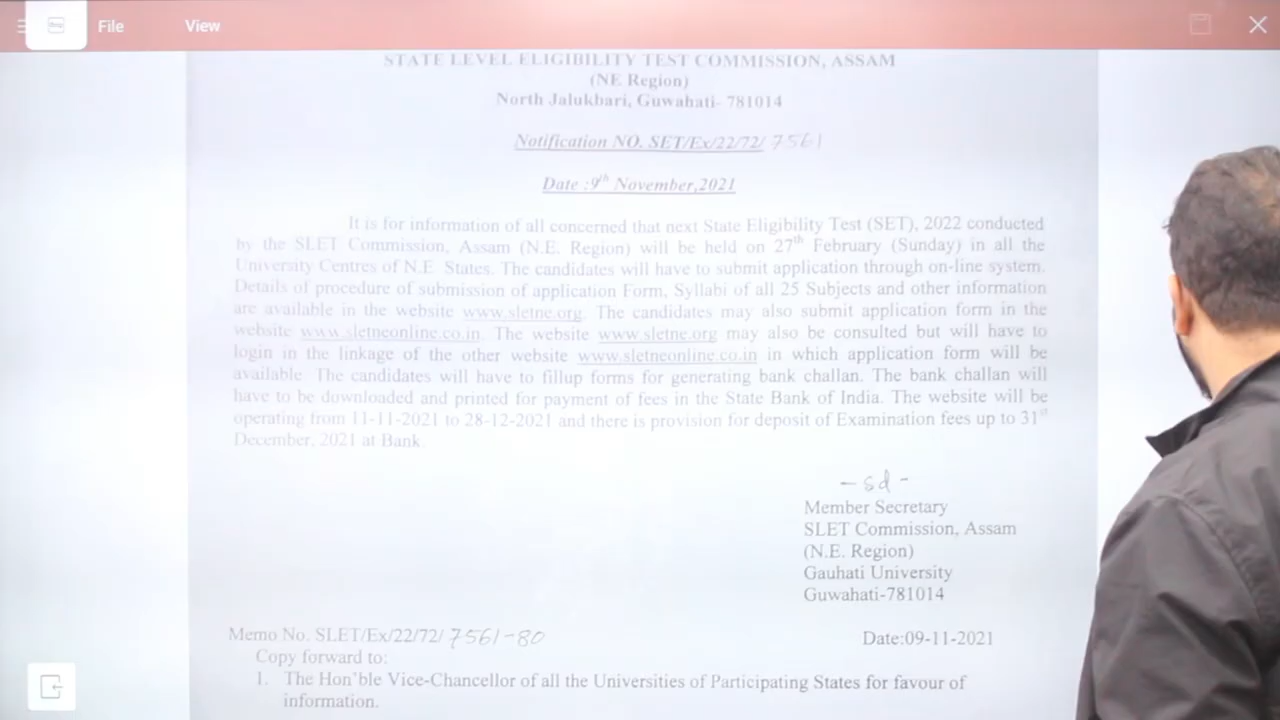 File View
STATE LEVEL ELIGIBILITY TEST COMMISSION, ASSAM
(NE Region)
North Jalukbari, Guwahati- 781014
Notification NO. SET/Ex/22/72/ 7561
Date :9th November,2021
It is for information of all concerned that next State Eligibility Test (SET), 2022 conducted
by the SLET Commission, Assam (N.E. Region) will be held on 27th February (Sunday) in all the
University Centres of N.E. States. The candidates will have to submit application through on-line system.
Details of procedure of submission of application Form, Syllabi of all 25 Subjects and other information
are available in the website www.sletne.org. The candidates may also submit application form in the
website www.sletneonline.co.in. The website www.sletne.org may also be consulted but will have to
login in the linkage of the other website www.sletneonline.co.in in which application form will be
available. The candidates will have to fillup forms for generating bank challan. The bank challan will
have to be downloaded and printed for payment of fees in the State Bank of India. The website will be
operating from 11-11-2021 to 28-12-2021 and there is provision for deposit of Examination fees up to 31st
December, 2021 at Bank.
- sd -
Member Secretary
SLET Commission, Assam
(N.E. Region)
Gauhati University
Guwahati-781014
Memo No. SLET/Ex/22/72/ 7561-80 Date:09-11-2021
Copy forward to:
1. The Hon'ble Vice-Chancellor of all the Universities of Participating States for favour of
information.